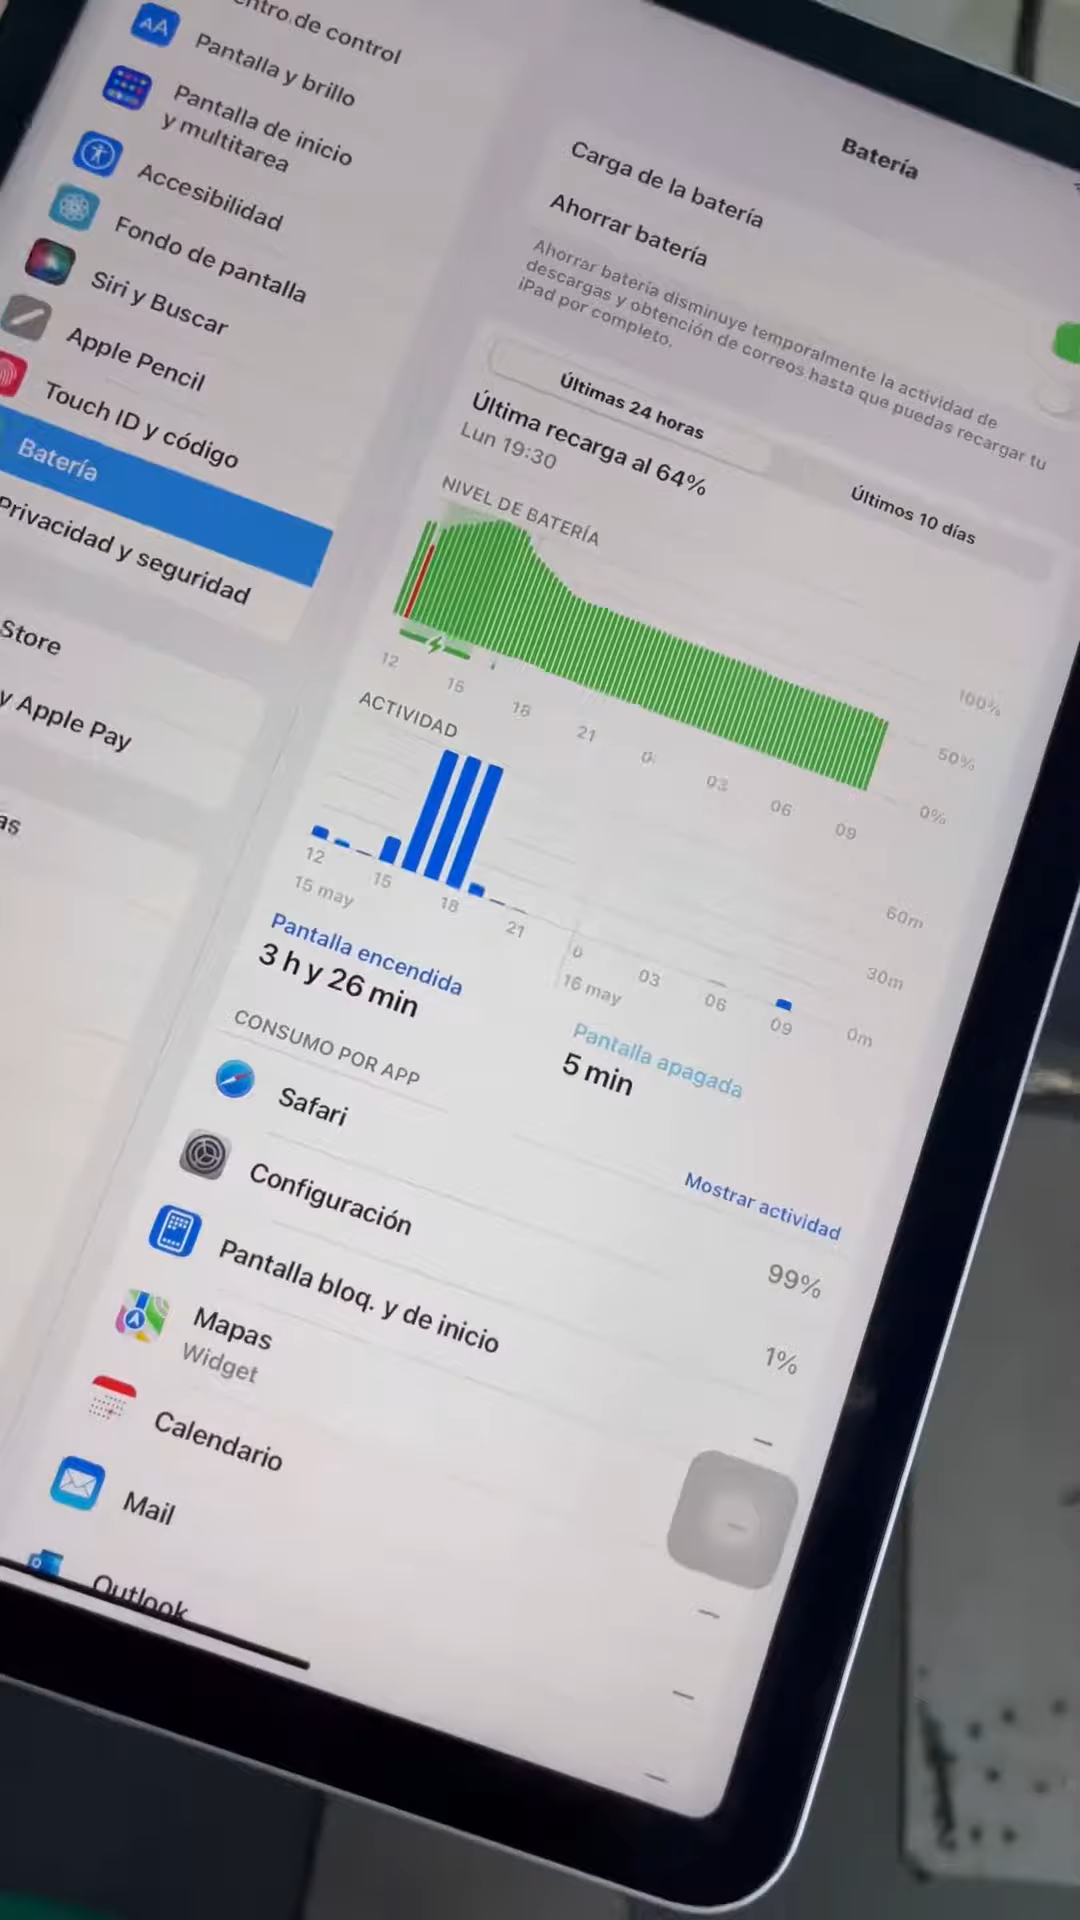 ntro de control
Pantalla y brillo
Pantalla de inicio
y multitarea
Accesibilidad
Fondo de pantalla
Siri y Buscar
Apple Pencil
Touch ID y código
Batería
Privacidad y seguridad
Store
y Apple Pay
as
Batería
Carga de la batería
Ahorrar batería
Ahorrar batería disminuye temporalmente la actividad de
descargas y obtención de correos hasta que puedas recargar tu
iPad por completo.
Últimas 24 horas
Últimos 10 días
Última recarga al 64%
Lun 19:30
NIVEL DE BATERÍA
100%
50%
0%
12 15 18 21 0 03 06 09
ACTIVIDAD
60m
30m
0m
12 15 18 21 0 03 06 09
15 may 16 may
Pantalla encendida
3 h y 26 min
Pantalla apagada
5 min
CONSUMO POR APP
Mostrar actividad
Safari 99%
Configuración 1%
Pantalla bloq. y de inicio —
Mapas —
Widget
Calendario —
Mail —
Outlook —